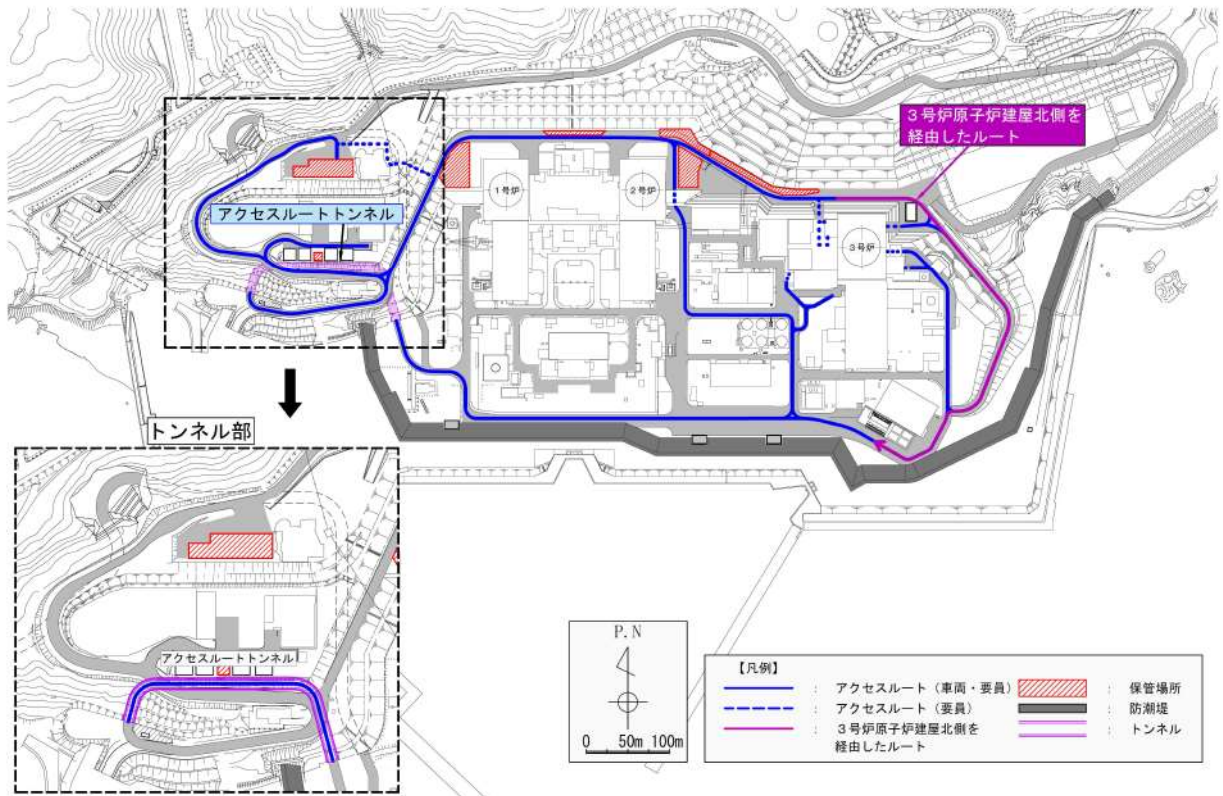 3号炉原子炉建屋北側を
経由したルート
1号炉
2号炉
アクセスルートトンネル
3号炉
トンネル部
アクセスルートトンネル
P.N
0 50m 100m
【凡例】
: アクセスルート(車両・要員)
: アクセスルート(要員)
: 3号炉原子炉建屋北側を
経由したルート
: 保管場所
: 防潮堤
: トンネル